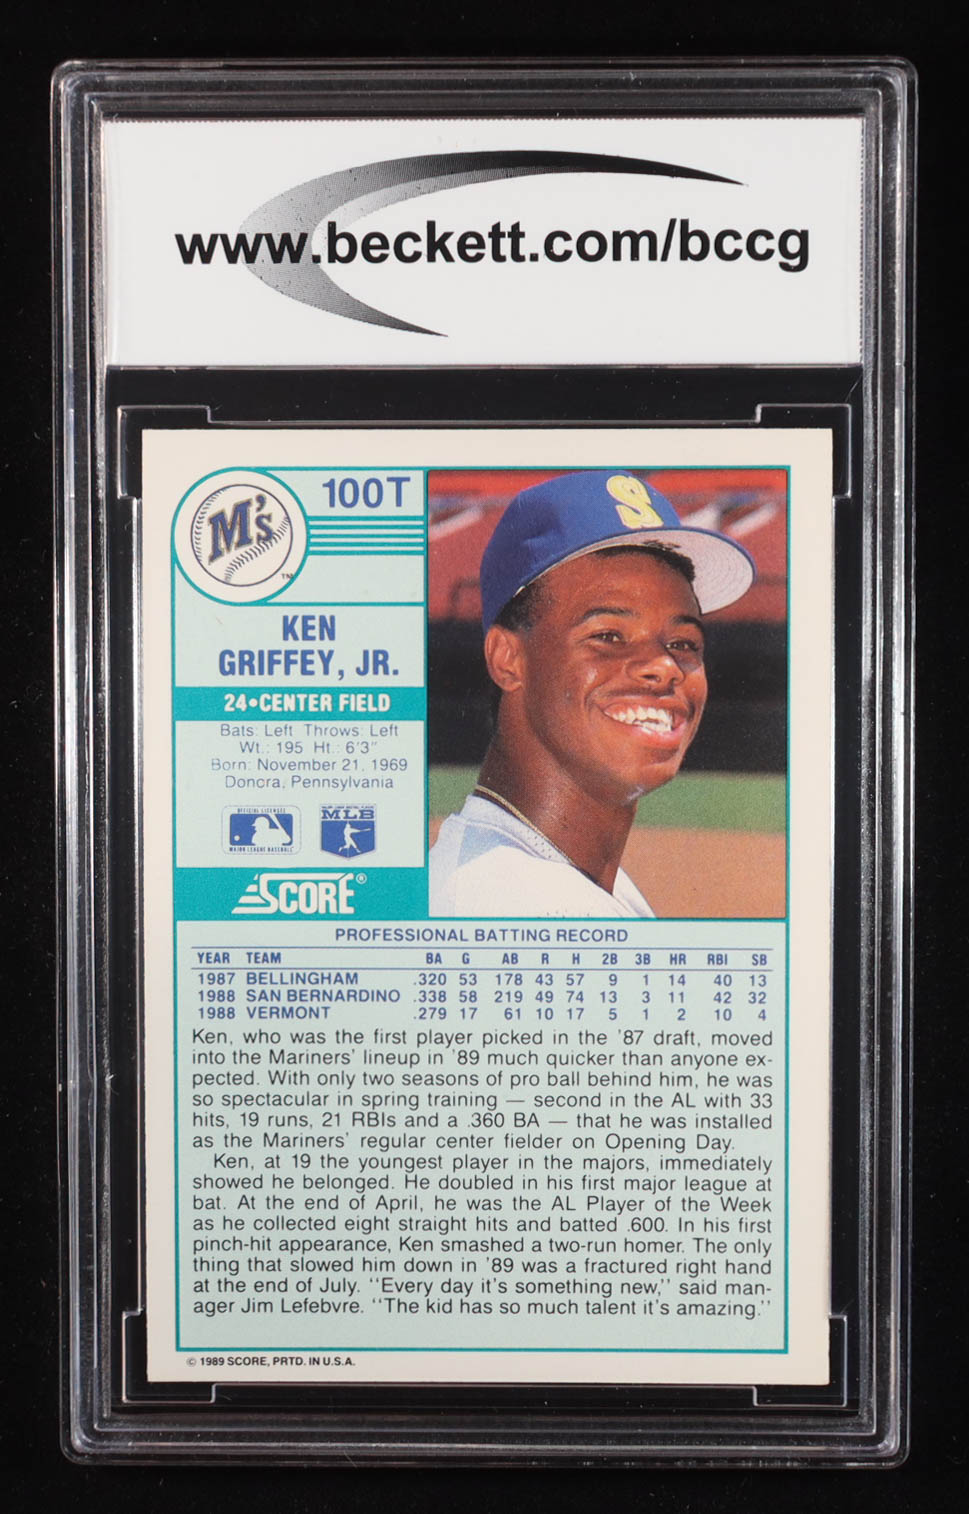 www.beckett.com/bccg
M's
TM
100T
KEN
GRIFFEY, JR.
24•CENTER FIELD
Bats: Left Throws: Left
Wt.: 195 Ht.: 6'3"
Born: November 21, 1969
Donora, Pennsylvania
OFFICIAL LICENSEE
MAJOR LEAGUE BASEBALL
MLB
SCORE®
S
PROFESSIONAL BATTING RECORD
YEAR TEAM BA G AB R H 2B 3B HR RBI SB
1987 BELLINGHAM .320 53 178 43 57 9 1 14 40 13
1988 SAN BERNARDINO .338 58 219 49 74 13 3 11 42 32
1988 VERMONT .279 17 61 10 17 5 1 2 10 4
Ken, who was the first player picked in the '87 draft, moved
into the Mariners' lineup in '89 much quicker than anyone ex-
pected. With only two seasons of pro ball behind him, he was
so spectacular in spring training — second in the AL with 33
hits, 19 runs, 21 RBIs and a .360 BA — that he was installed
as the Mariners' regular center fielder on Opening Day.
Ken, at 19 the youngest player in the majors, immediately
showed he belonged. He doubled in his first major league at
bat. At the end of April, he was the AL Player of the Week
as he collected eight straight hits and batted .600. In his first
pinch-hit appearance, Ken smashed a two-run homer. The only
thing that slowed him down in '89 was a fractured right hand
at the end of July. "Every day it's something new," said man-
ager Jim Lefebvre. "The kid has so much talent it's amazing."
© 1989 SCORE, PRTD. IN U.S.A.